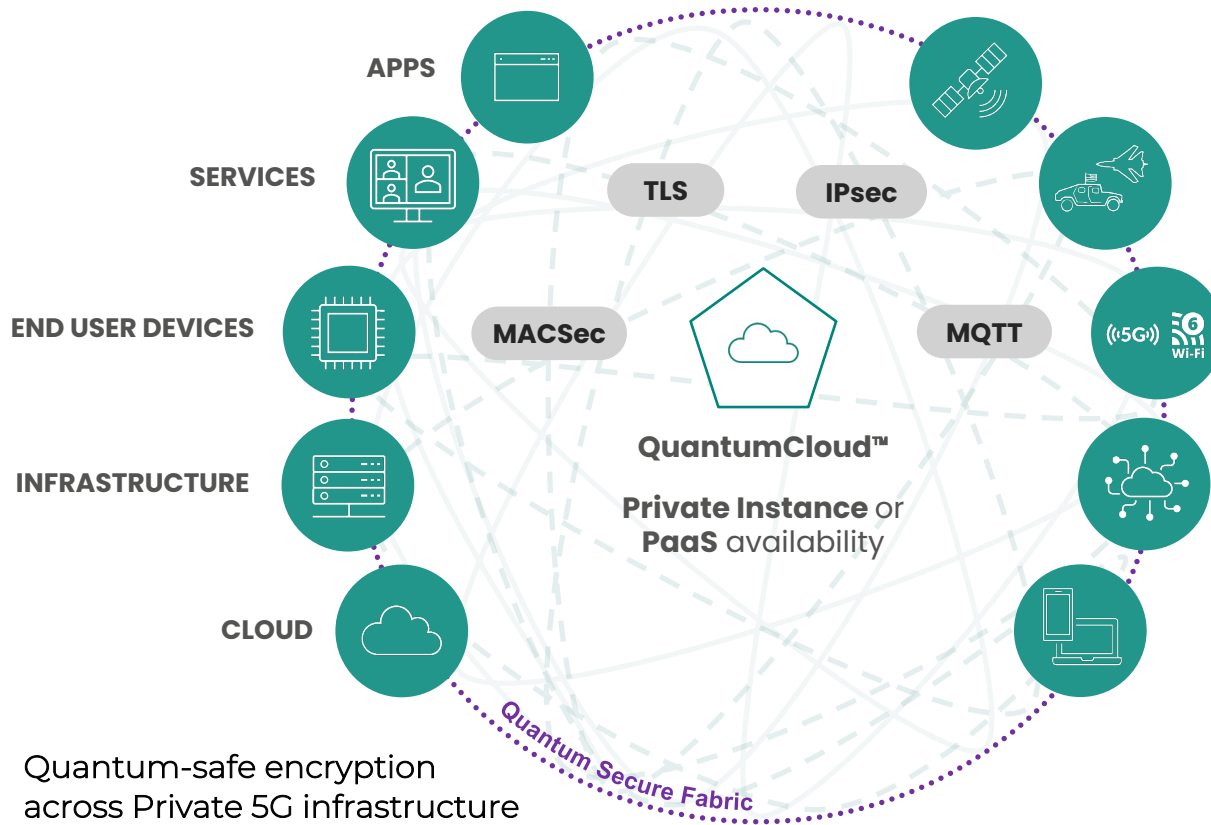 APPS
SERVICES
TLS
IPsec
END USER DEVICES
MACSec
MQTT
5G
6
Wi-Fi
QuantumCloud™
INFRASTRUCTURE
Private Instance or
PaaS availability
CLOUD
Quantum Secure Fabric
Quantum-safe encryption
across Private 5G infrastructure